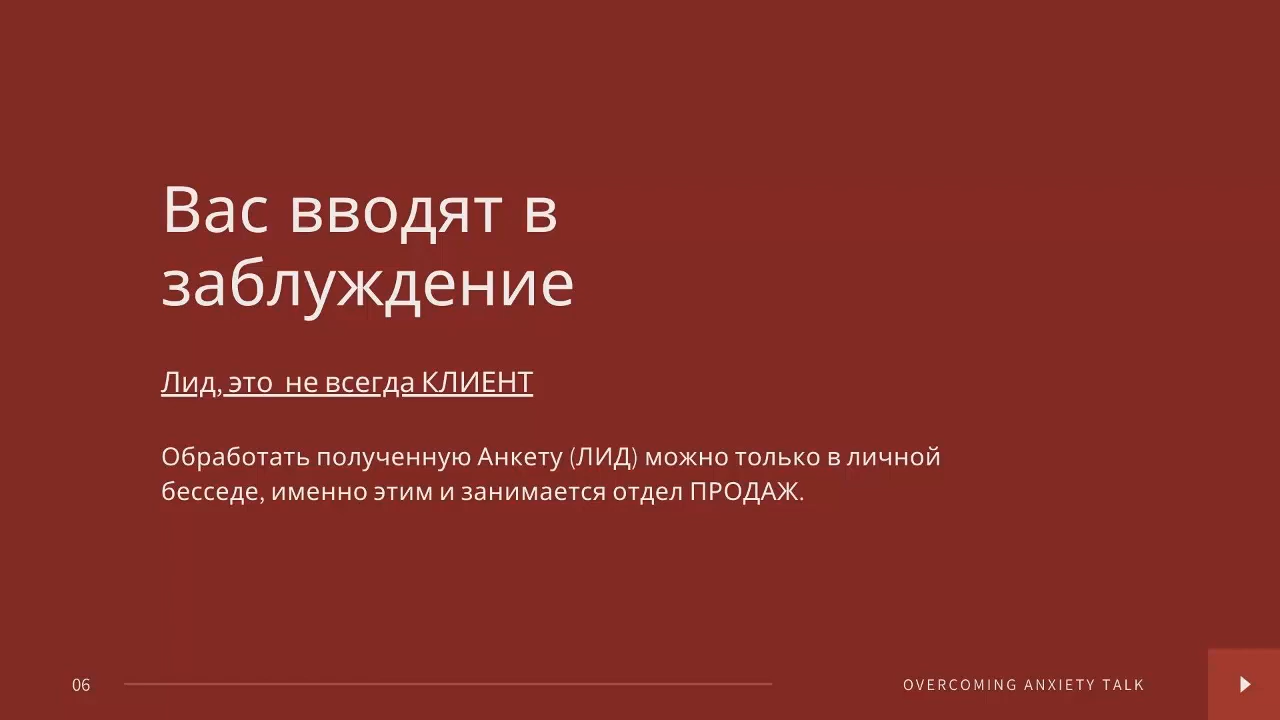 Вас вводят в
заблуждение
Лид, это  не всегда КЛИЕНТ
Обработать полученную Анкету (ЛИД) можно только в личной
бесседе, именно этим и занимается отдел ПРОДАЖ.
06
OVERCOMING ANXIETY TALK